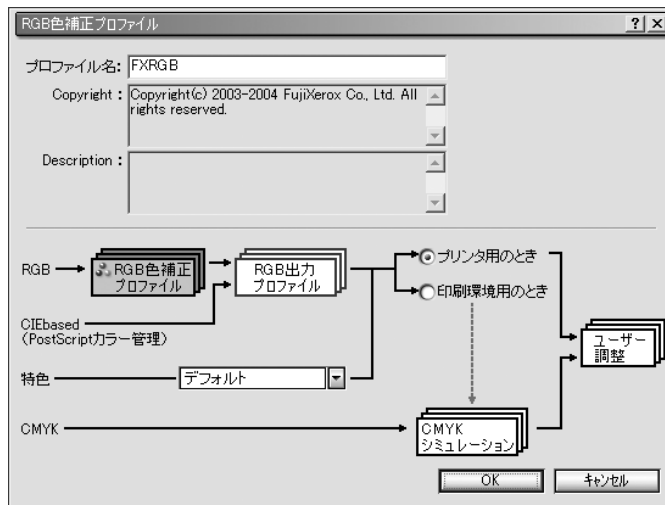 RGB色補正プロファイル
プロファイル名:
FXRGB
Copyright :
Copyright(c) 2003-2004 FujiXerox Co., Ltd. All
rights reserved.
Description :
RGB
RGB色補正
プロファイル
RGB出力
プロファイル
プリンタ用のとき
印刷環境用のとき
CIEbased
(PostScriptカラー管理)
ユーザー
調整
特色
デフォルト
CMYK
CMYK
シミュレーション
OK
キャンセル